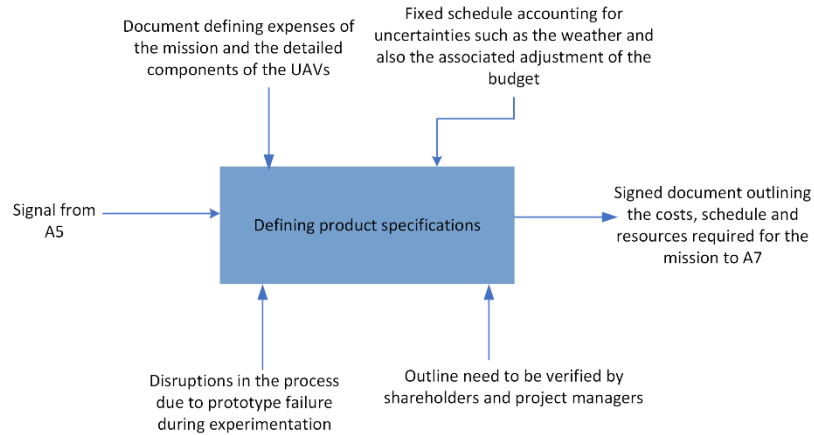 Document defining expenses of
the mission and the detailed
components of the UAVs
Fixed schedule accounting for
uncertainties such as the weather and
also the associated adjustment of the
budget
Signal from
A5
Defining product specifications
Signed document outlining
the costs, schedule and
resources required for the
mission to A7
Disruptions in the process
due to prototype failure
during experimentation
Outline need to be verified by
shareholders and project managers